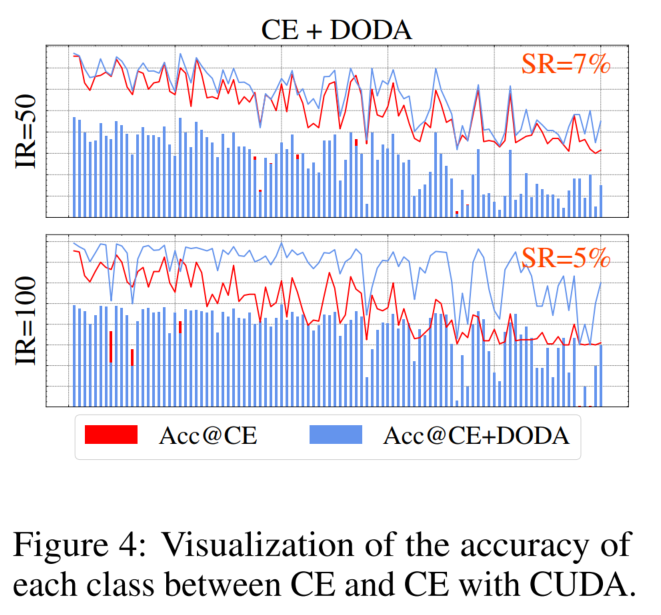 CE + DODA
SR=7%
IR=50
SR=5%
IR=100
Acc@CE Acc@CE+DODA
Figure 4: Visualization of the accuracy of
each class between CE and CE with CUDA.